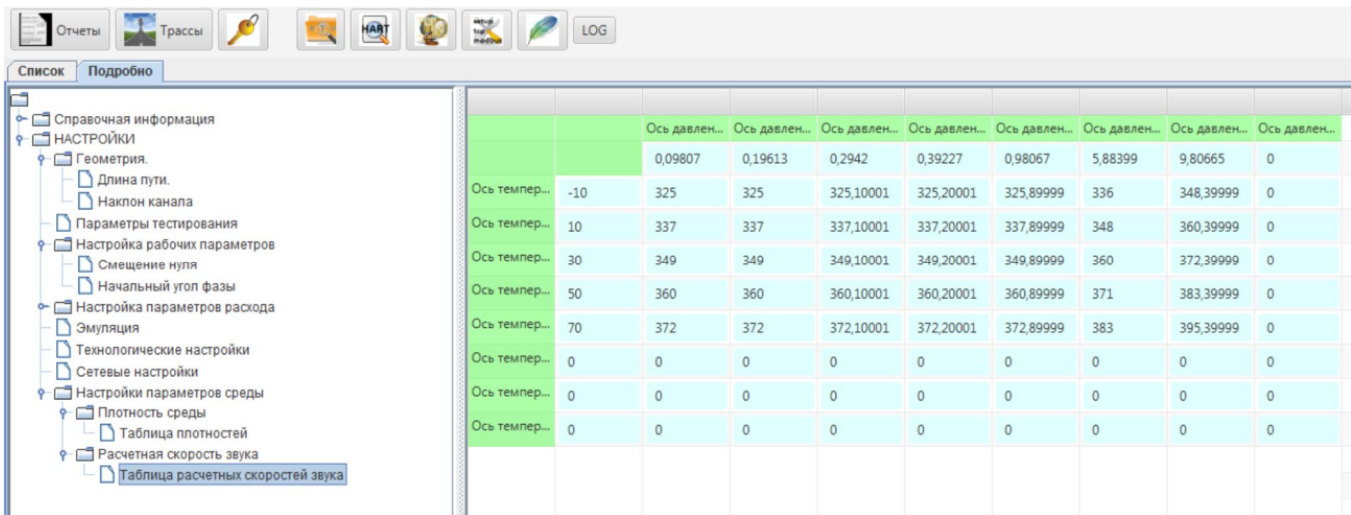 Отчеты Трассы HART setup tcp modbus LOG
Список Подробно
Справочная информация
НАСТРОЙКИ
Геометрия.
Длина пути.
Наклон канала
Параметры тестирования
Настройка рабочих параметров
Смещение нуля
Начальный угол фазы
Настройка параметров расхода
Эмуляция
Технологические настройки
Сетевые настройки
Настройки параметров среды
Плотность среды
Таблица плотностей
Расчетная скорость звука
Таблица расчетных скоростей звука
Ось давлен... Ось давлен... Ось давлен... Ось давлен... Ось давлен... Ось давлен... Ось давлен... Ось давлен...
0,09807 0,19613 0,2942 0,39227 0,98067 5,88399 9,80665 0
Ось темпер... -10 325 325 325,10001 325,20001 325,89999 336 348,39999 0
Ось темпер... 10 337 337 337,10001 337,20001 337,89999 348 360,39999 0
Ось темпер... 30 349 349 349,10001 349,20001 349,89999 360 372,39999 0
Ось темпер... 50 360 360 360,10001 360,20001 360,89999 371 383,39999 0
Ось темпер... 70 372 372 372,10001 372,20001 372,89999 383 395,39999 0
Ось темпер... 0 0 0 0 0 0 0 0 0
Ось темпер... 0 0 0 0 0 0 0 0 0
Ось темпер... 0 0 0 0 0 0 0 0 0